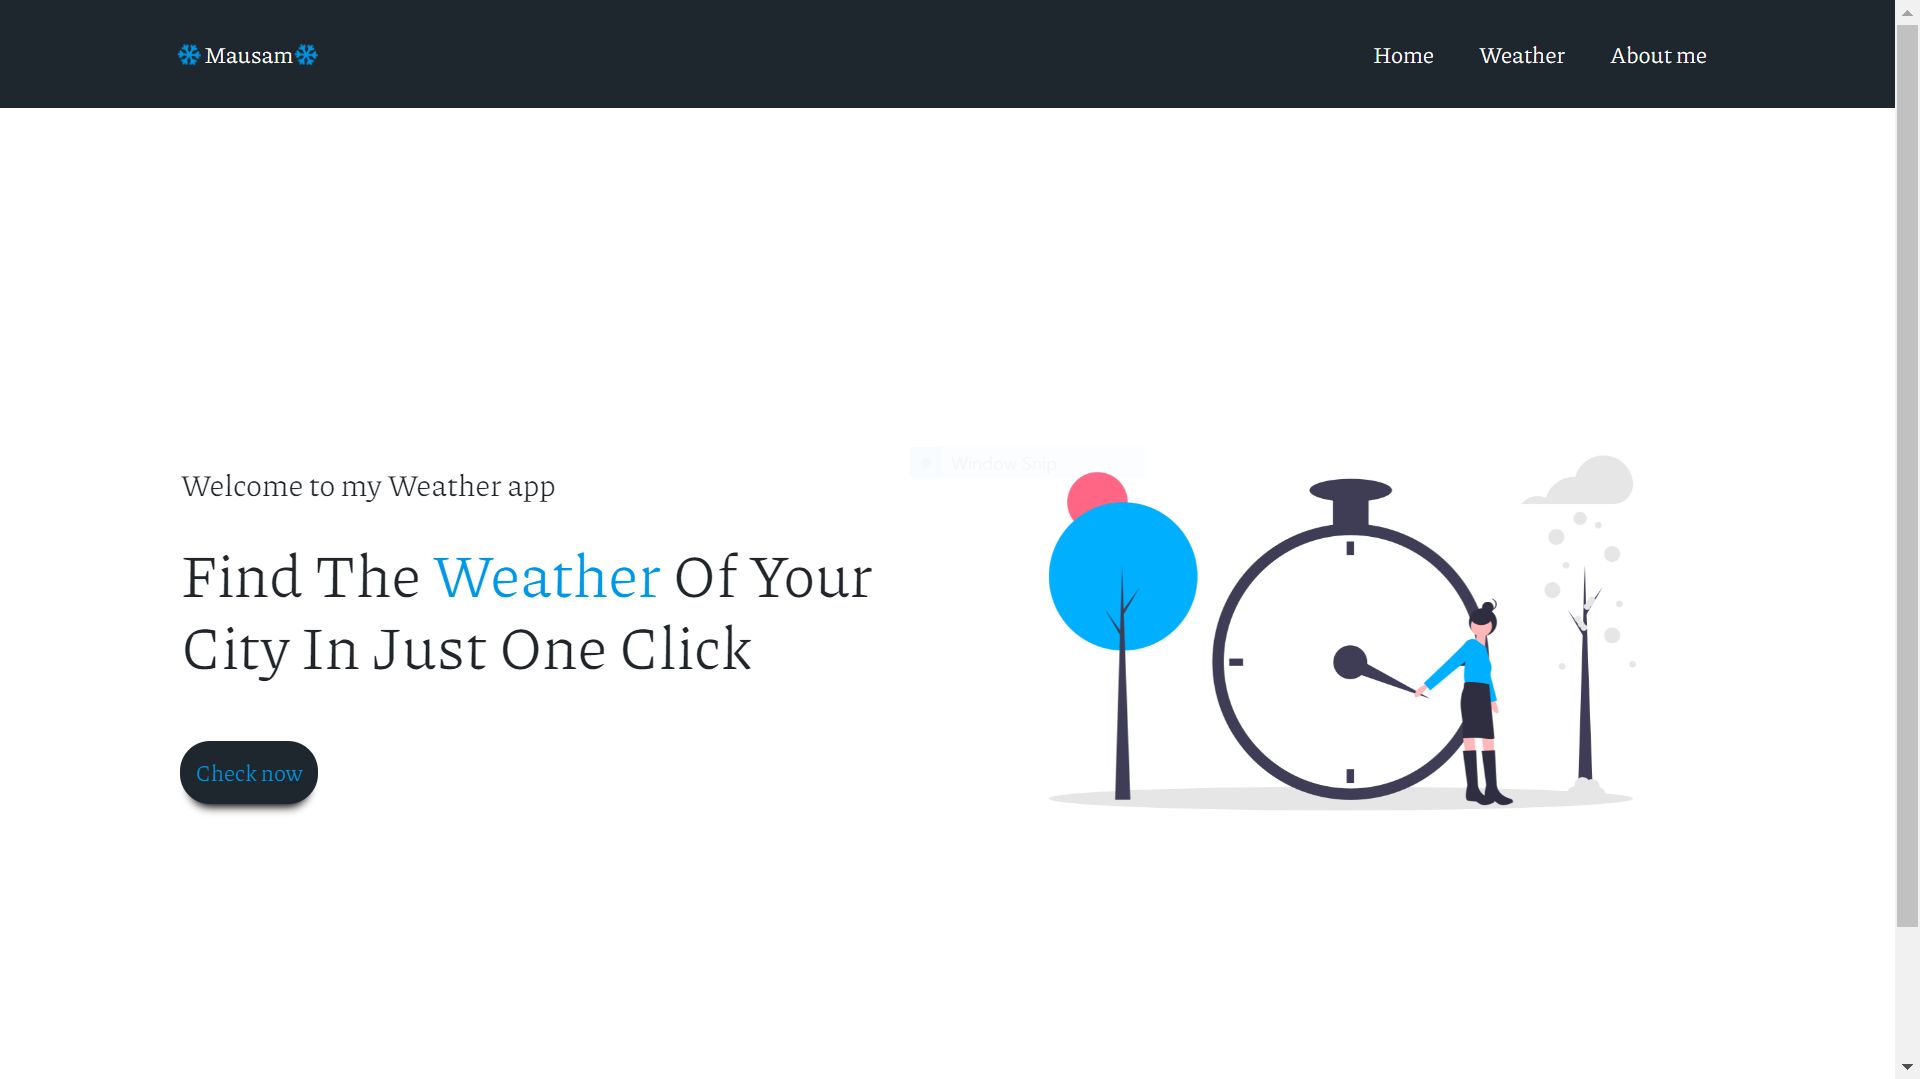 Mausam
Home
Weather
About me
Window Snip
Welcome to my Weather app
Find The Weather Of Your
City In Just One Click
Check now